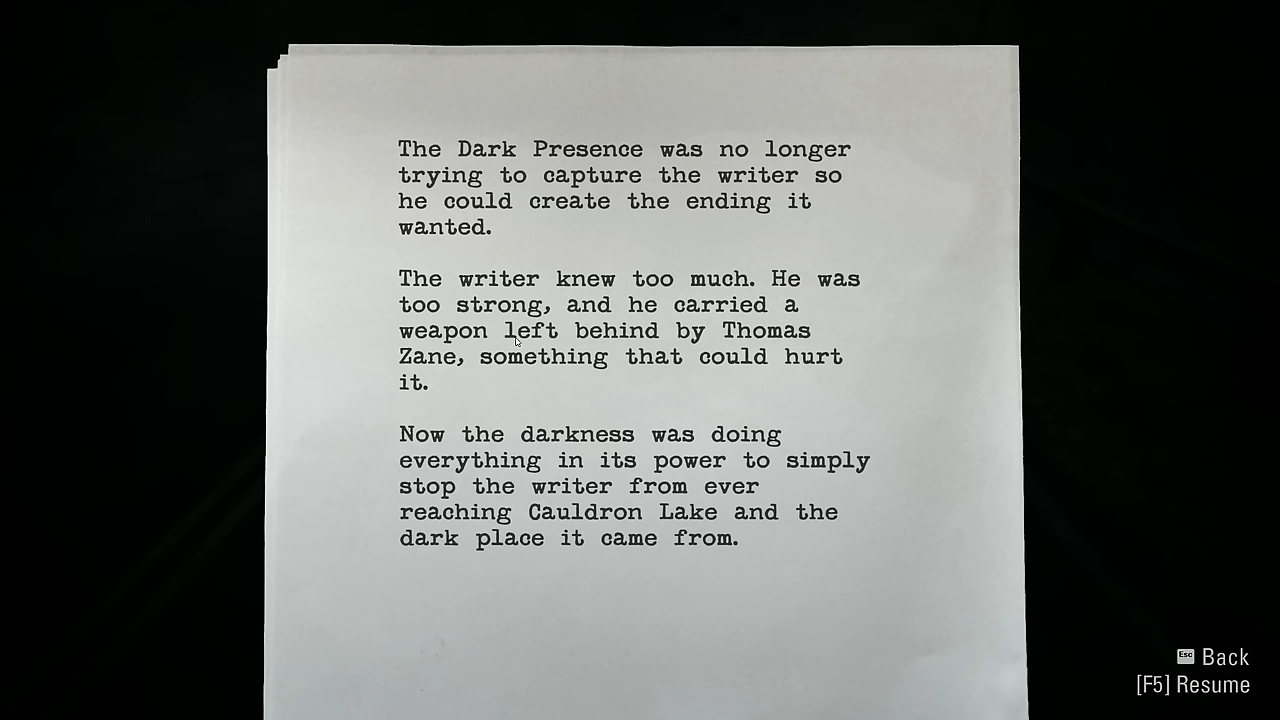 The Dark Presence was no longer
trying to capture the writer so
he could create the ending it
wanted.
The writer knew too much. He was
too strong, and he carried a
weapon left behind by Thomas
Zane, something that could hurt
it.
Now the darkness was doing
everything in its power to simply
stop the writer from ever
reaching Cauldron Lake and the
dark place it came from.
Esc Back
[F5] Resume